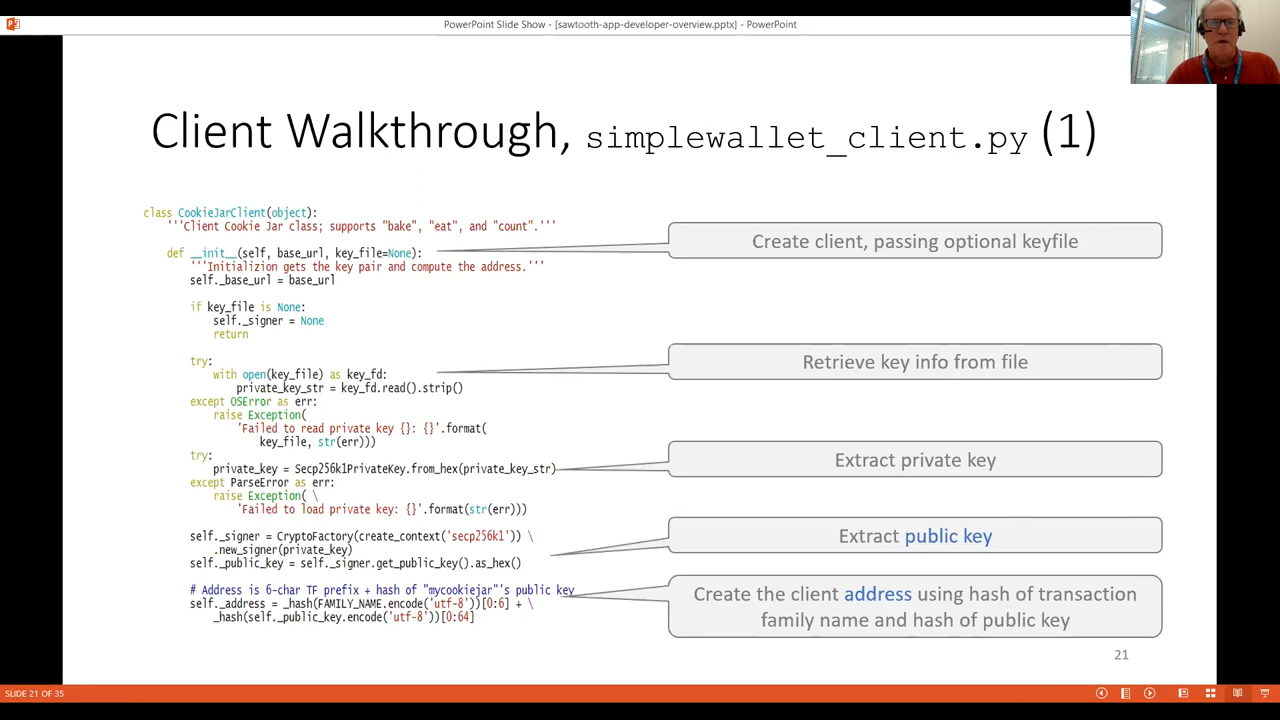 PowerPoint Slide Show - [sawtooth-app-developer-overview.pptx] - PowerPoint
Client Walkthrough, simplewallet_client.py (1)
class CookieJarClient(object):
'''Client Cookie Jar class; supports "bake", "eat", and "count".'''
def __init__(self, base_url, key_file=None):
'''Initializion gets the key pair and compute the address.'''
self._base_url = base_url
if key_file is None:
self._signer = None
return
try:
with open(key_file) as key_fd:
private_key_str = key_fd.read().strip()
except OSError as err:
raise Exception(
'Failed to read private key {}: {}'.format(
key_file, str(err)))
try:
private_key = Secp256k1PrivateKey.from_hex(private_key_str)
except ParseError as err:
raise Exception( \
'Failed to load private key: {}'.format(str(err)))
self._signer = CryptoFactory(create_context('secp256k1')) \
.new_signer(private_key)
self._public_key = self._signer.get_public_key().as_hex()
# Address is 6-char TF prefix + hash of "mycookiejar"'s public key
self._address = _hash(FAMILY_NAME.encode('utf-8'))[0:6] + \
_hash(self._public_key.encode('utf-8'))[0:64]
Create client, passing optional keyfile
Retrieve key info from file
Extract private key
Extract public key
Create the client address using hash of transaction
family name and hash of public key
21
SLIDE 21 OF 35